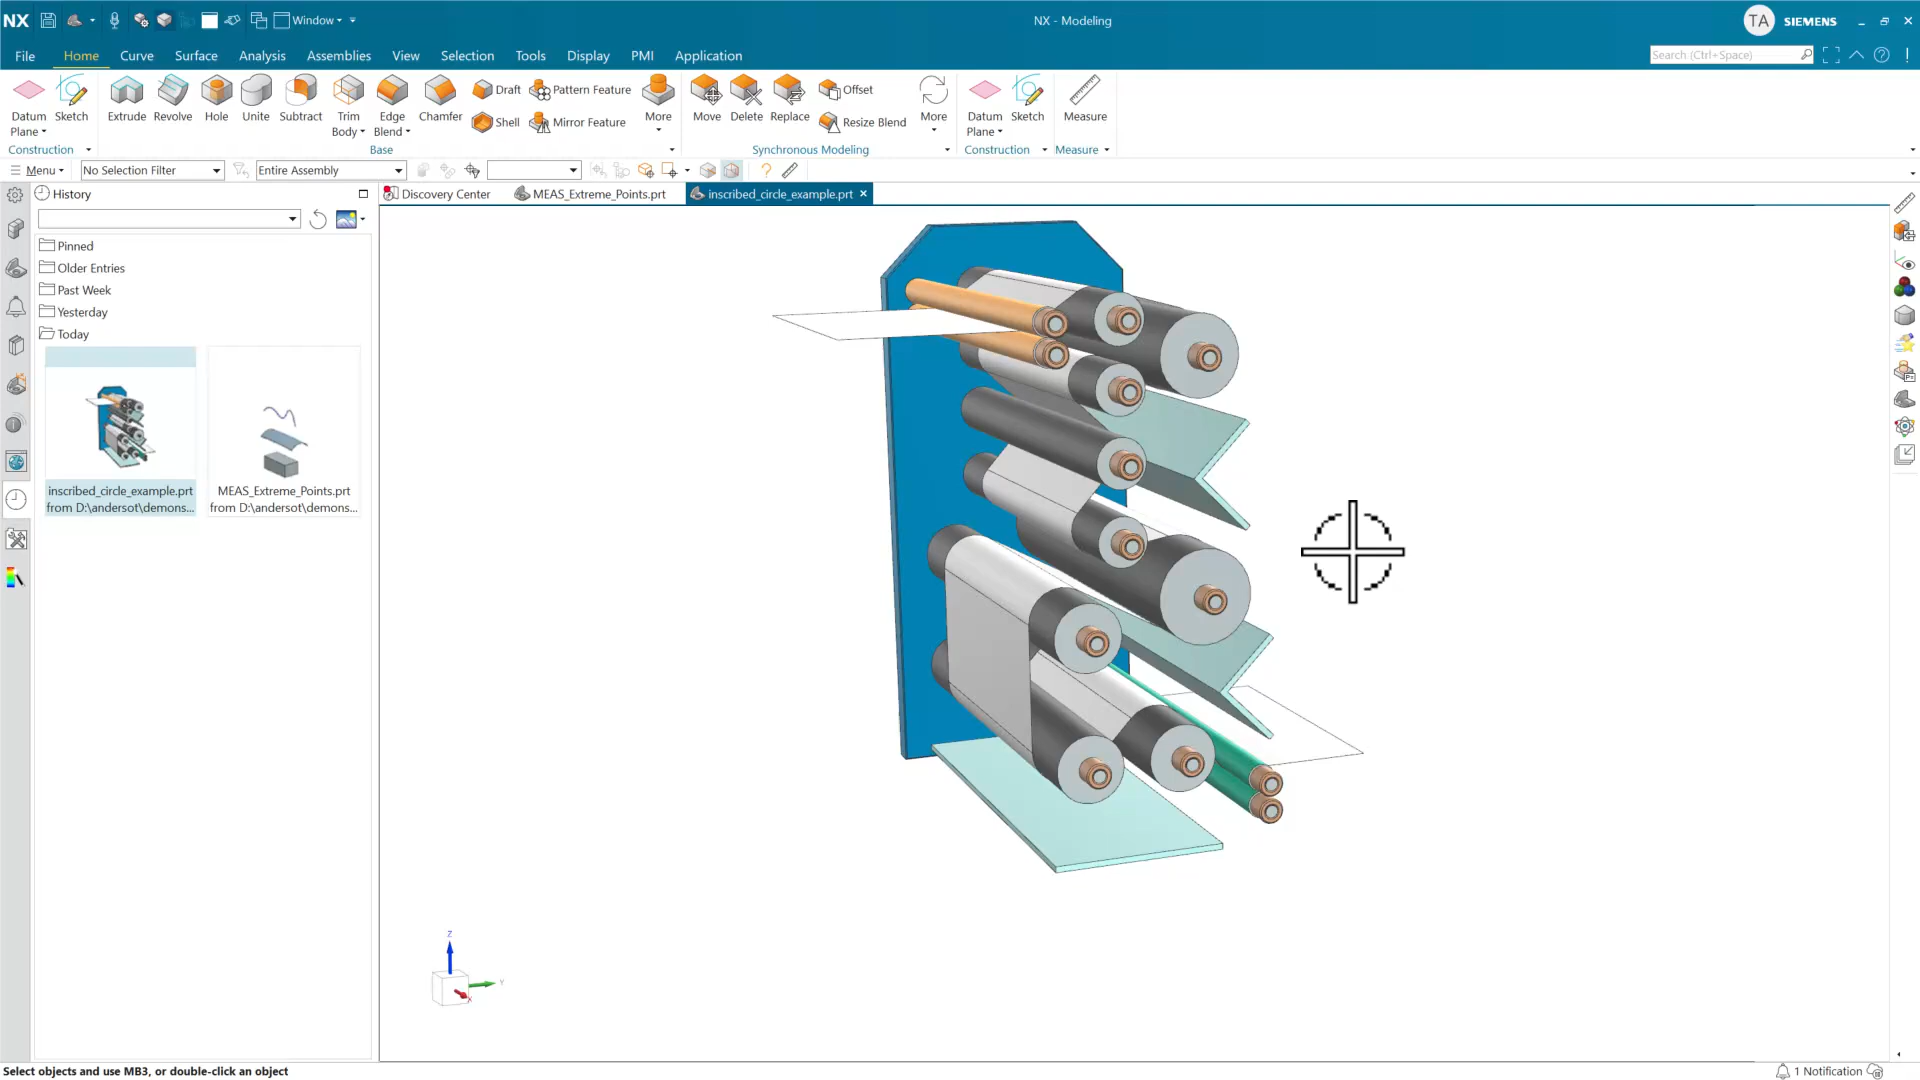 NX
Window
NX - Modeling
TA
SIEMENS
File
Home
Curve
Surface
Analysis
Assemblies
View
Selection
Tools
Display
PMI
Application
Search (Ctrl+Space)
Datum
Plane
Sketch
Construction
Extrude
Revolve
Hole
Unite
Subtract
Trim
Body
Edge
Blend
Chamfer
Draft
Shell
Pattern Feature
Mirror Feature
More
Base
Move
Delete
Replace
Offset
Resize Blend
More
Synchronous Modeling
Datum
Plane
Sketch
Construction
Measure
Measure
Menu
No Selection Filter
Entire Assembly
History
Discovery Center
MEAS_Extreme_Points.prt
inscribed_circle_example.prt
Pinned
Older Entries
Past Week
Yesterday
Today
inscribed_circle_example.prt
from D:\andersot\demons...
MEAS_Extreme_Points.prt
from D:\andersot\demons...
Z
Y
X
Select objects and use MB3, or double-click an object
1 Notification